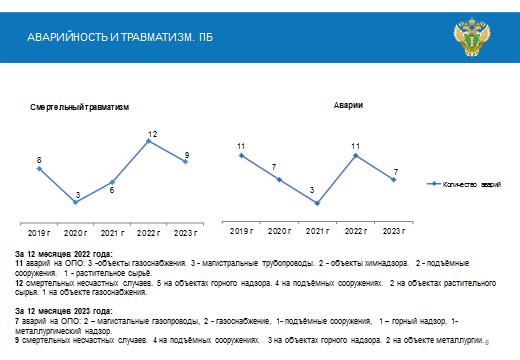 АВАРИЙНОСТЬ И ТРАВМАТИЗМ. ПБ
Смертельный травматизм
8
3
6
12
9
2019 г
2020 г
2021 г
2022 г
2023 г
Аварии
11
7
3
11
7
2019 г
2020 г
2021 г
2022 г
2023 г
Количество аварий
За 12 месяцев 2022 года:
11 аварий на ОПО: 3 -объекты газоснабжения. 3 - магистральные трубопроводы. 2 - объекты химнадзора. 2 - подъёмные
сооружения. 1 - растительное сырьё.
12 смертельных несчастных случаев. 5 на объектах горного надзора. 4 на подъёмных сооружениях. 2 на объектах растительного
сырья. 1 на объекте газоснабжения.
За 12 месяцев 2023 года:
7 аварий на ОПО: 2 – магистальные газопроводы, 2 - газоснабжение, 1- подъёмные сооружения, 1 – горный надзор, 1-
металлургический надзор.
9 смертельных несчастных случаев. 4 на подъёмных сооружениях. 3 на объектах горного надзора. 2 на объекте металлургии.
6